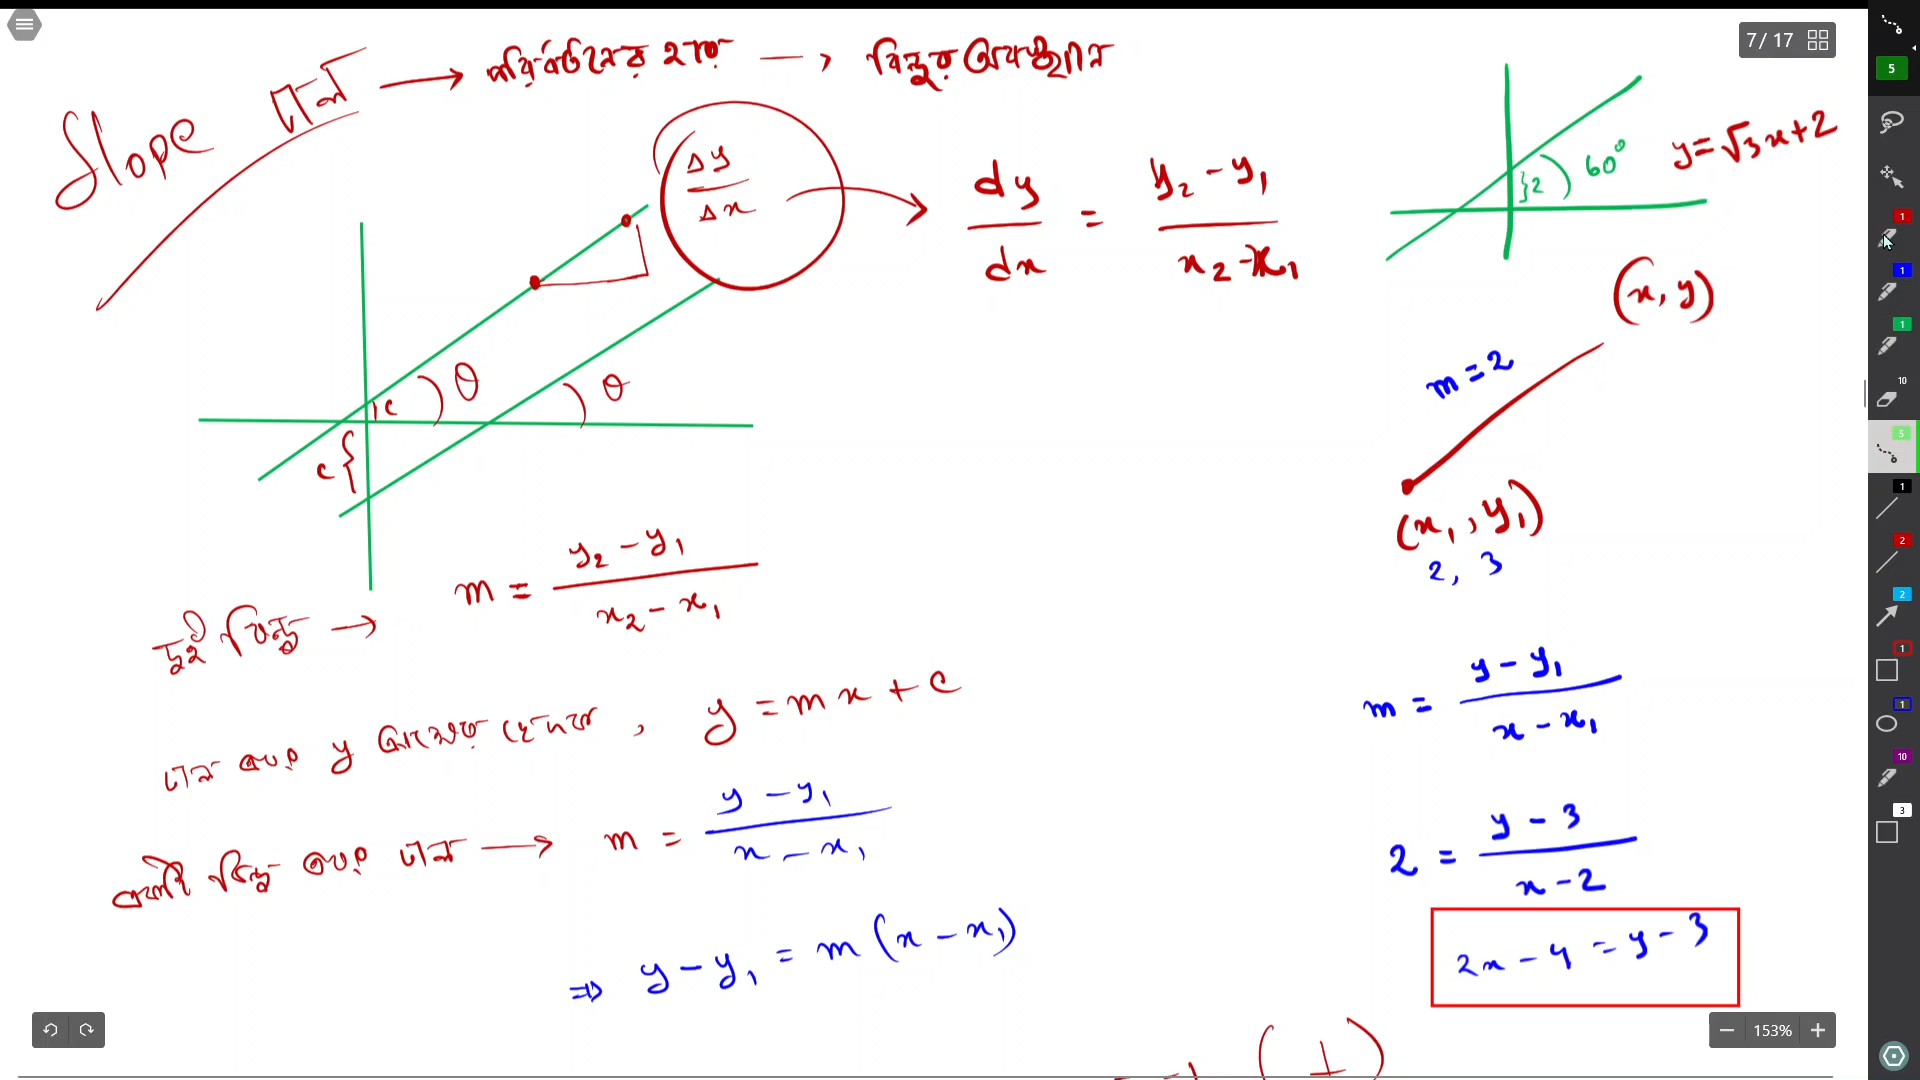 Slope ঢাল → পরিবর্তনের হার → বিন্দুর অবস্থান
7 / 17
Δy/Δx → dy/dx = (y₂ - y₁)/(x₂ - x₁)
}2 ) 60° y = √3x + 2
(x, y)
m = 2
θ θ
c
c{
(x₁, y₁)
2, 3
দুই বিন্দু → m = (y₂ - y₁)/(x₂ - x₁)
m = (y - y₁)/(x - x₁)
ঢাল এবং y অক্ষের ছেদক, y = mx + c
একটি বিন্দু এবং ঢাল → m = (y - y₁)/(x - x₁)
2 = (y - 3)/(x - 2)
⇒ y - y₁ = m(x - x₁)
2x - 4 = y - 3
153%